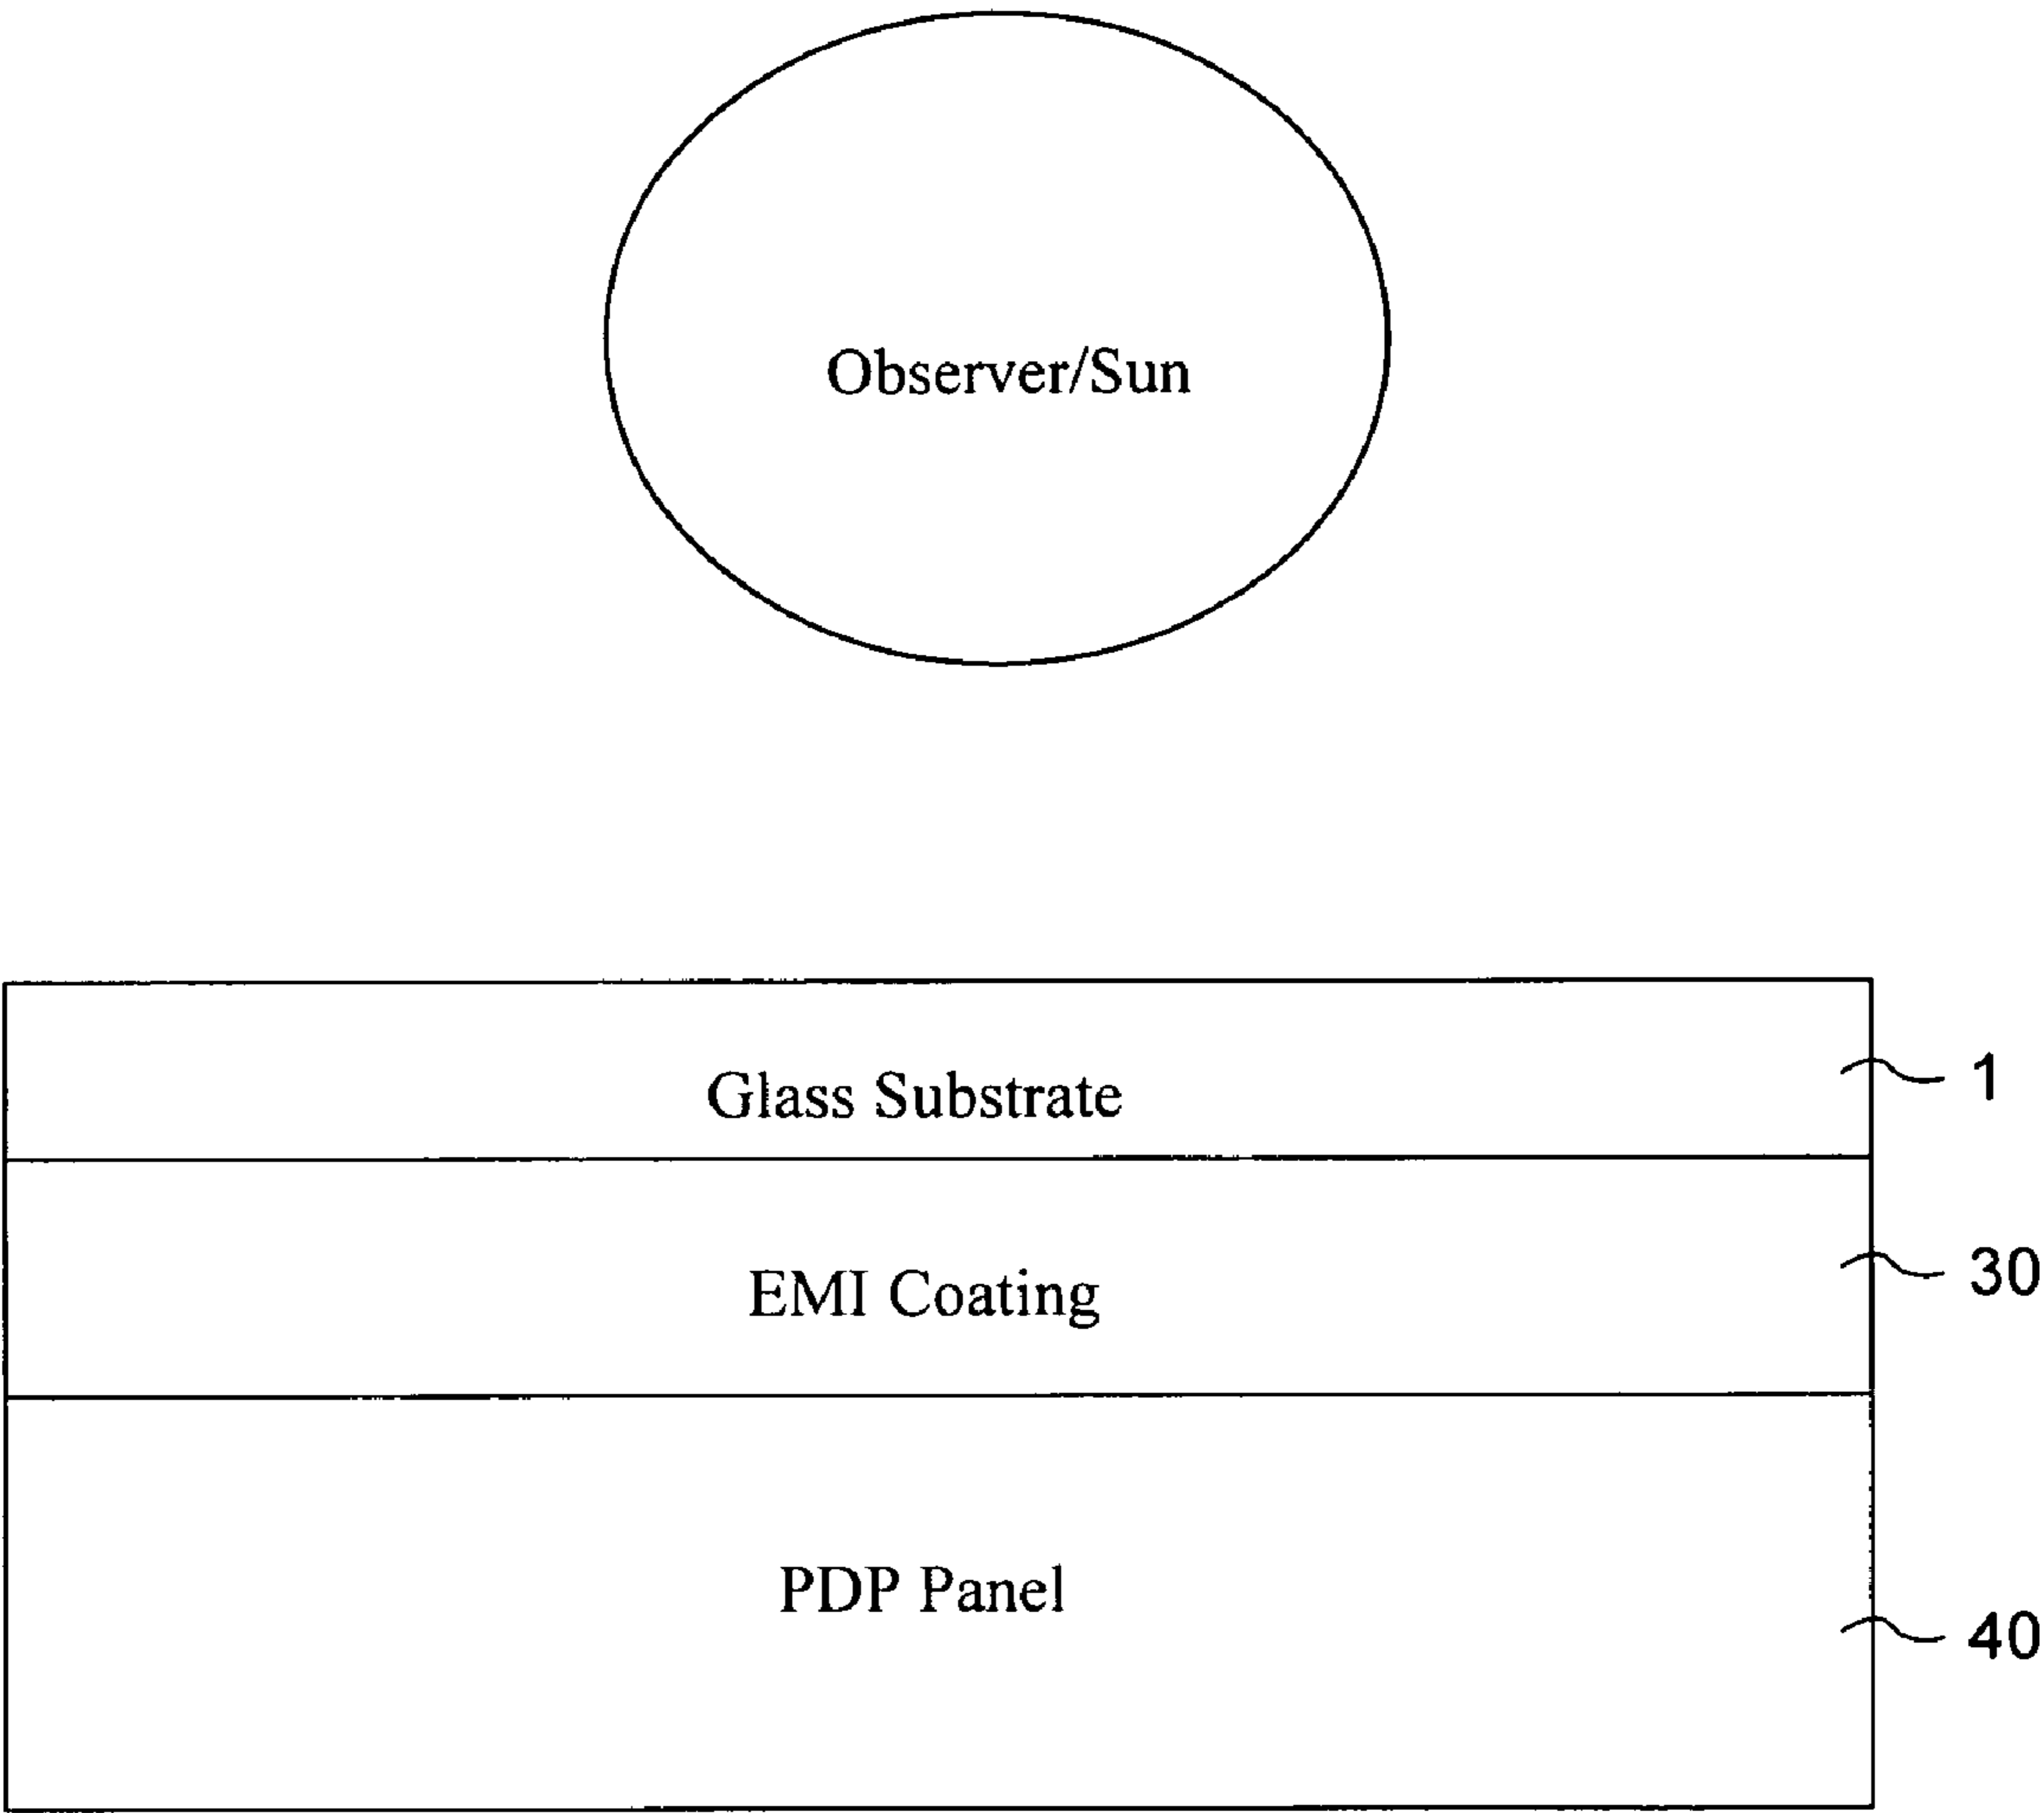 Observer/Sun
Glass Substrate
1
EMI Coating
30
PDP Panel
40